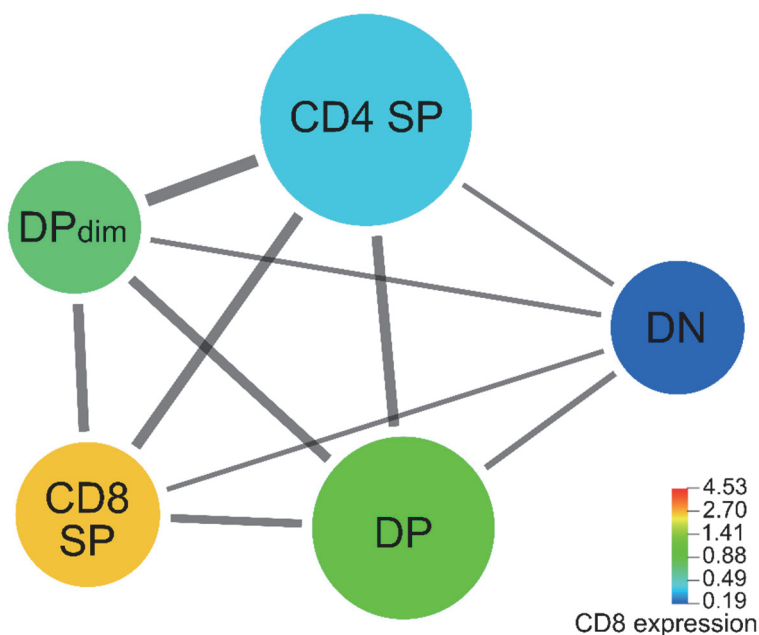 CD4 SP
DPdim
DN
CD8
SP
DP
4.53
2.70
1.41
0.88
0.49
0.19
CD8 expression